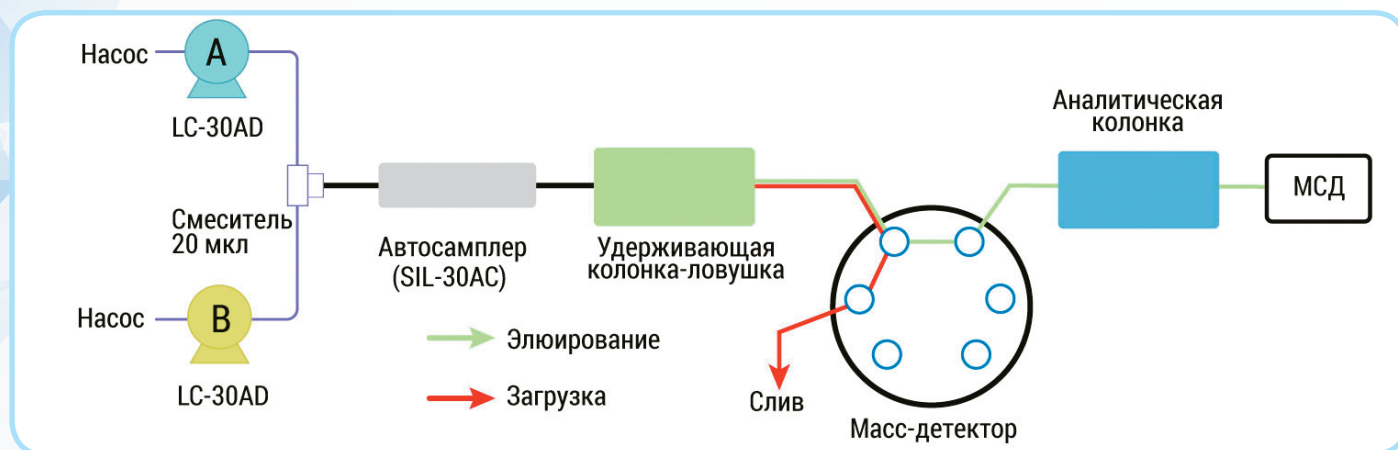 Насос
A
LC-30AD
Смеситель
20 мкл
Насос
B
LC-30AD
Автосамплер
(SIL-30AC)
Удерживающая
колонка-ловушка
Элюирование
Загрузка
Слив
Масс-детектор
Аналитическая
колонка
МСД